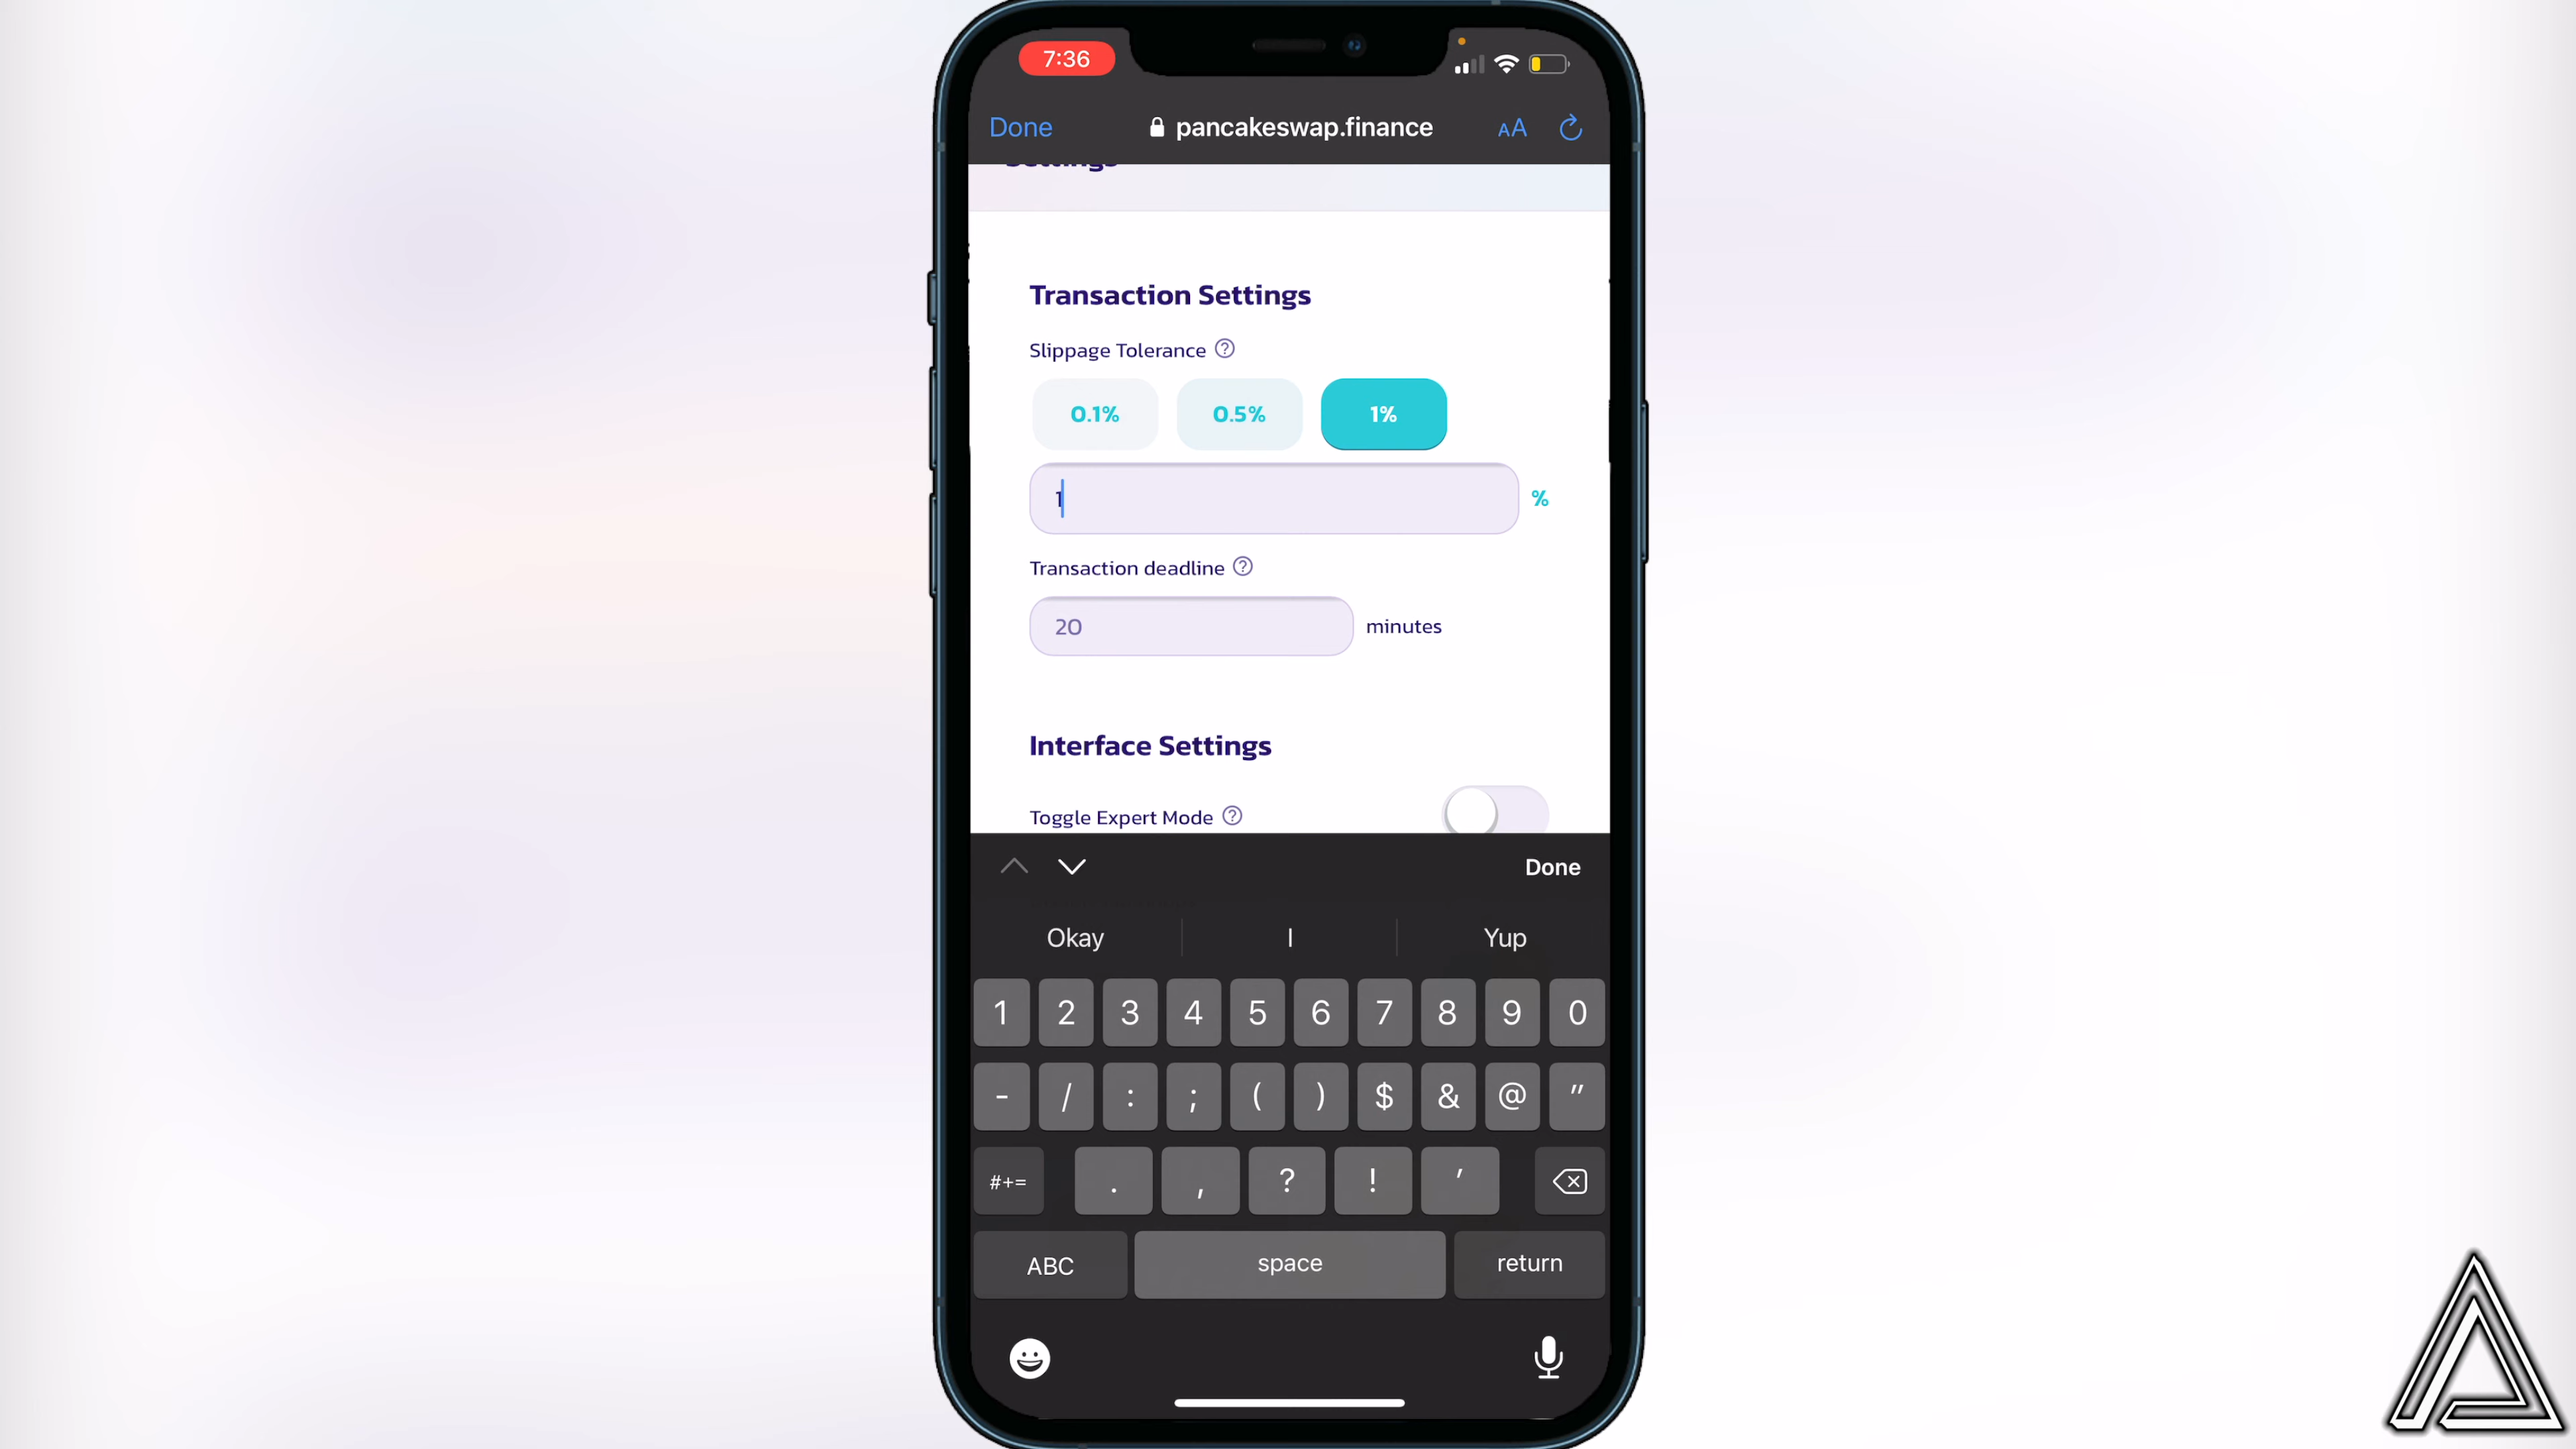 7:36
Done pancakeswap.finance AA
Settings
Transaction Settings
Slippage Tolerance ?
0.1% 0.5% 1%
1 %
Transaction deadline ?
20 minutes
Interface Settings
Toggle Expert Mode ?
Done
Okay I Yup
1 2 3 4 5 6 7 8 9 0
- / : ; ( ) $ & @ "
#+= . , ? ! '
ABC space return